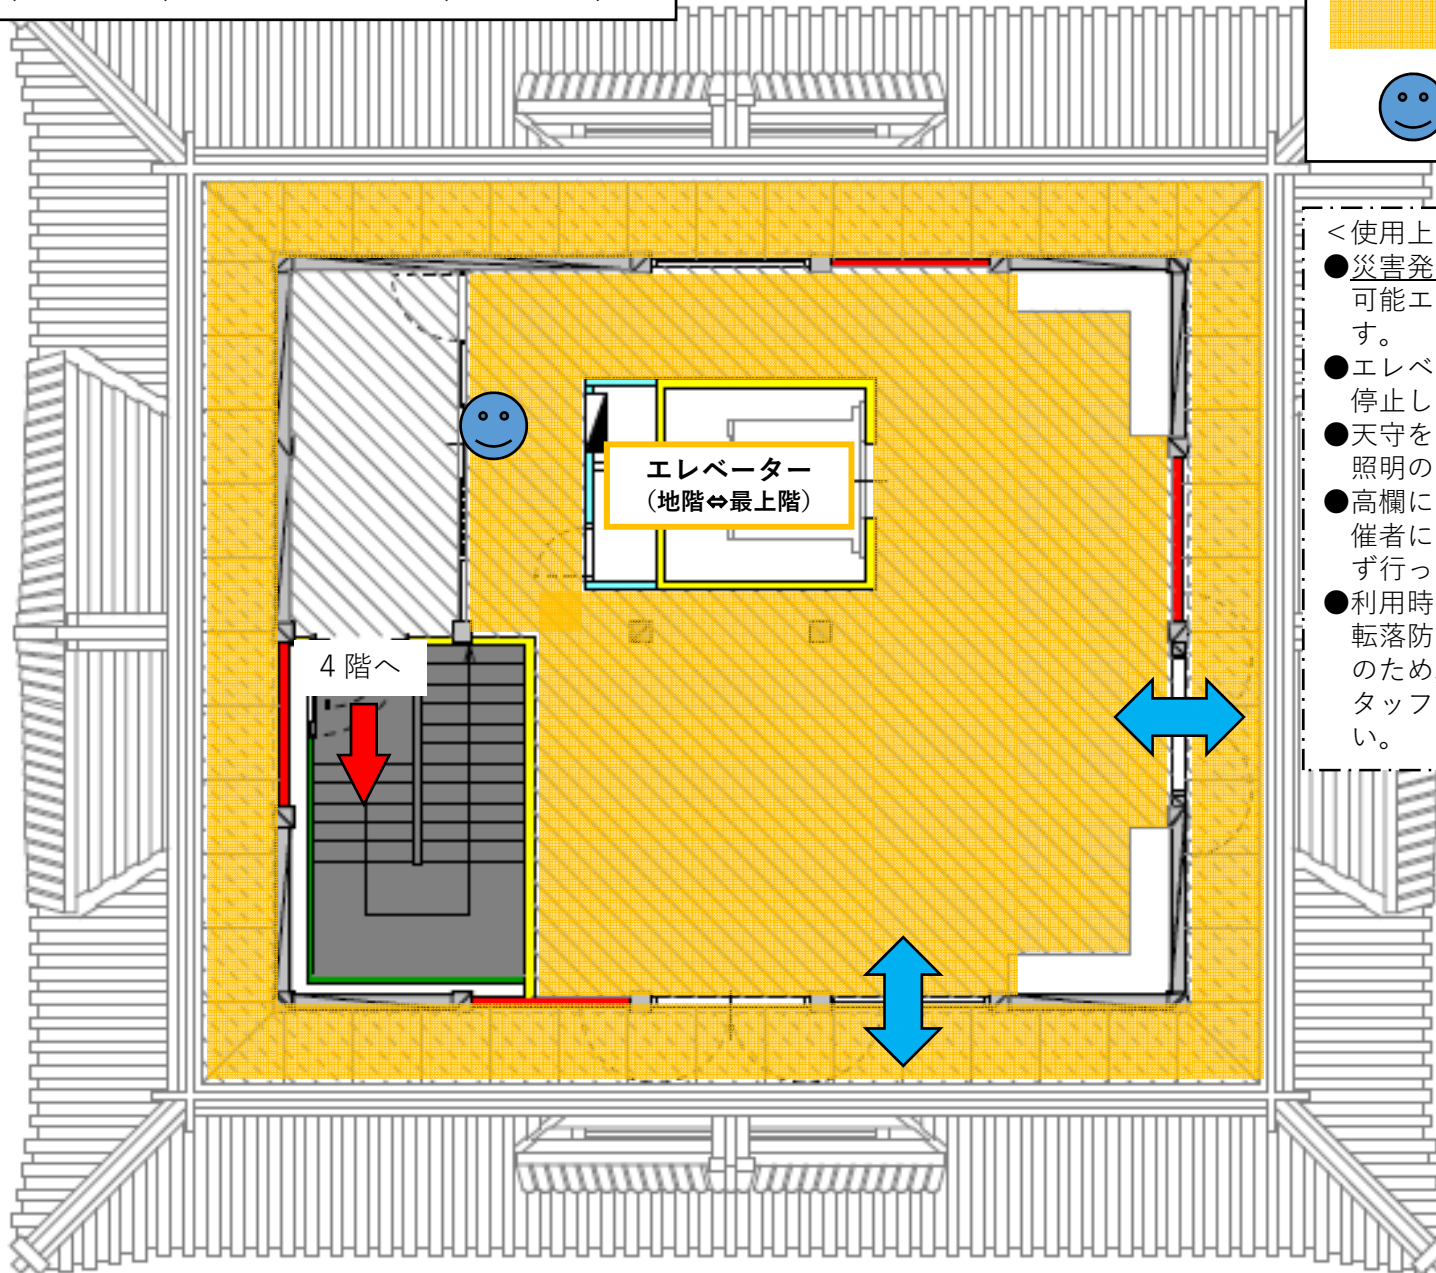 <使用上
●災害発
可能エ
す。
●エレベ
停止し
●天守を
照明の
●高欄に
催者に
ず行っ
●利用時
転落防
のため
タッフ
い。
エレベーター
(地階⇔最上階)
4階へ